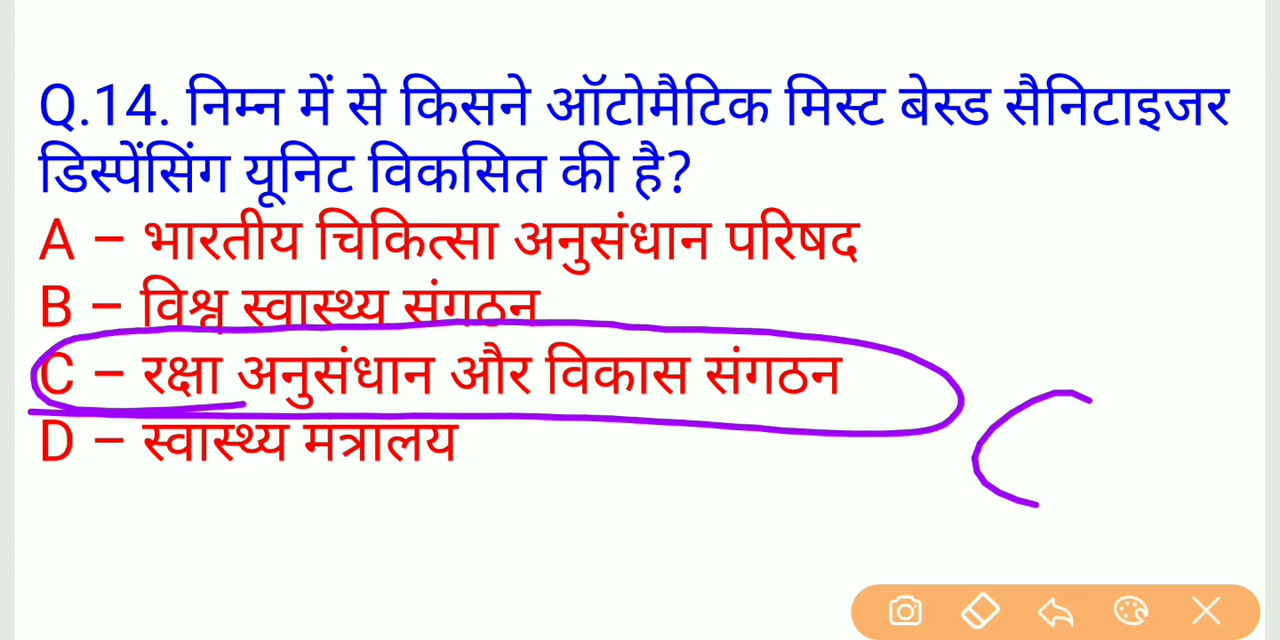 Q.14. निम्न में से किसने ऑटोमैटिक मिस्ट बेस्ड सैनिटाइजर
डिस्पेंसिंग यूनिट विकसित की है?
A – भारतीय चिकित्सा अनुसंधान परिषद
B – विश्व स्वास्थ्य संगठन
C – रक्षा अनुसंधान और विकास संगठन
D – स्वास्थ्य मत्रालय
C